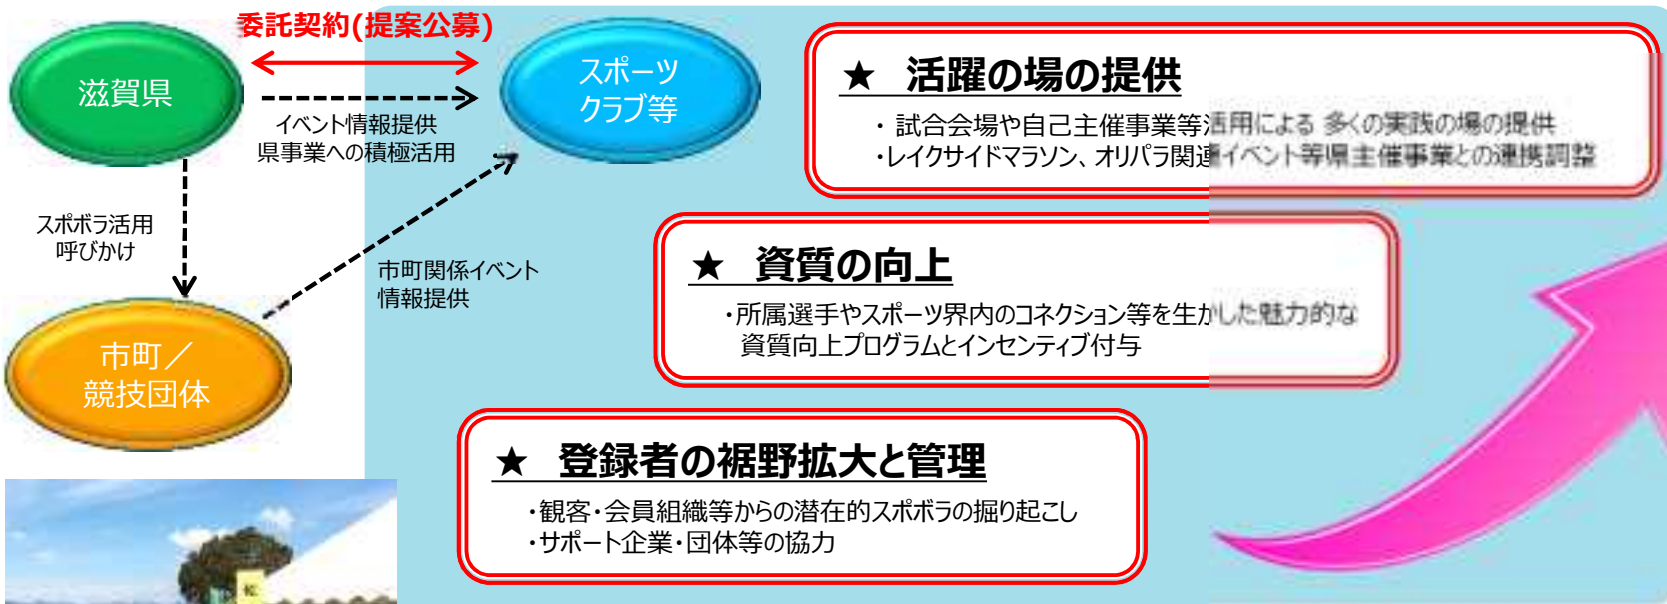 委託契約(提案公募)
滋賀県
スポーツ
クラブ等
イベント情報提供
県事業への積極活用
スポボラ活用
呼びかけ
市町関係イベント
情報提供
市町／
競技団体
★ 活躍の場の提供
・ 試合会場や自己主催事業等活用による 多くの実践の場の提供
・レイクサイドマラソン、オリパラ関連イベント等県主催事業との連携調整
★ 資質の向上
・所属選手やスポーツ界内のコネクション等を生かした魅力的な
資質向上プログラムとインセンティブ付与
★ 登録者の裾野拡大と管理
・観客・会員組織等からの潜在的スポボラの掘り起こし
・サポート企業・団体等の協力